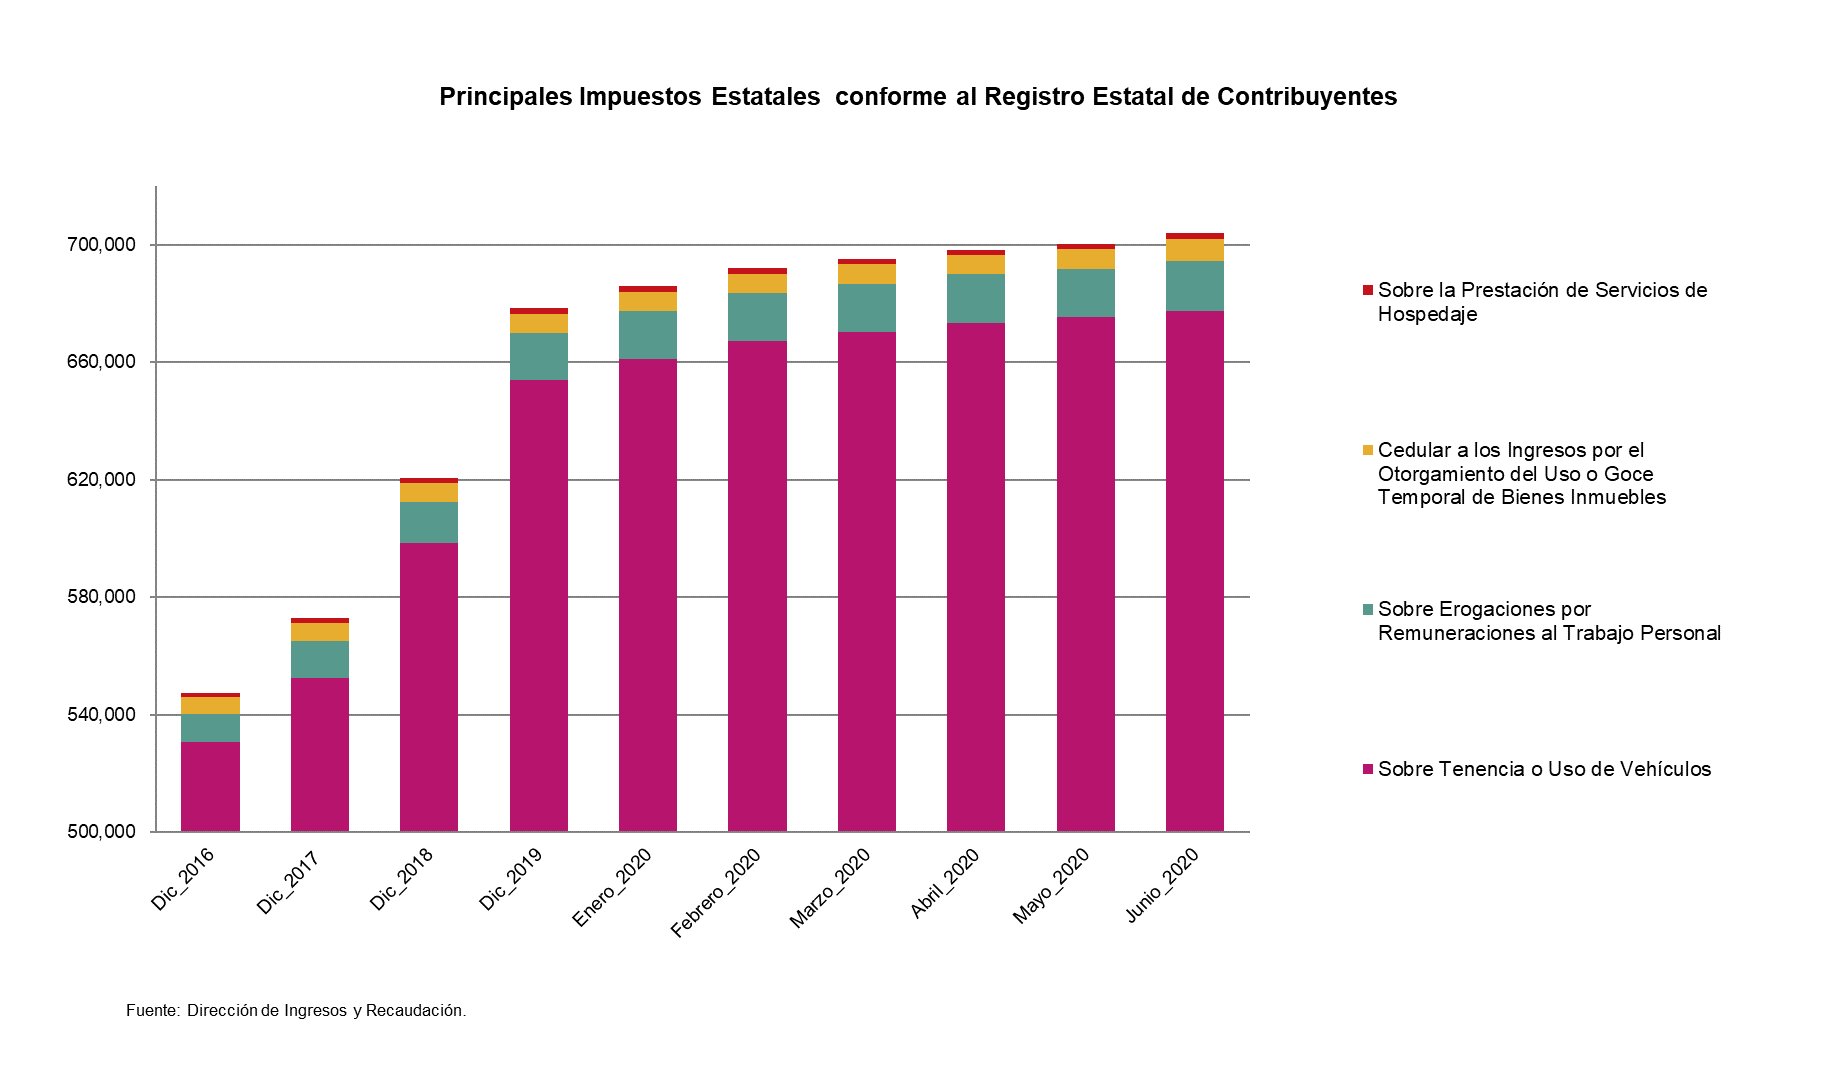 Principales Impuestos Estatales conforme al Registro Estatal de Contribuyentes
700,000
660,000
620,000
580,000
540,000
500,000
Dic_2016
Dic_2017
Dic_2018
Dic_2019
Enero_2020
Febrero_2020
Marzo_2020
Abril_2020
Mayo_2020
Junio_2020
Sobre la Prestación de Servicios de
Hospedaje
Cedular a los Ingresos por el
Otorgamiento del Uso o Goce
Temporal de Bienes Inmuebles
Sobre Erogaciones por
Remuneraciones al Trabajo Personal
Sobre Tenencia o Uso de Vehículos
Fuente: Dirección de Ingresos y Recaudación.